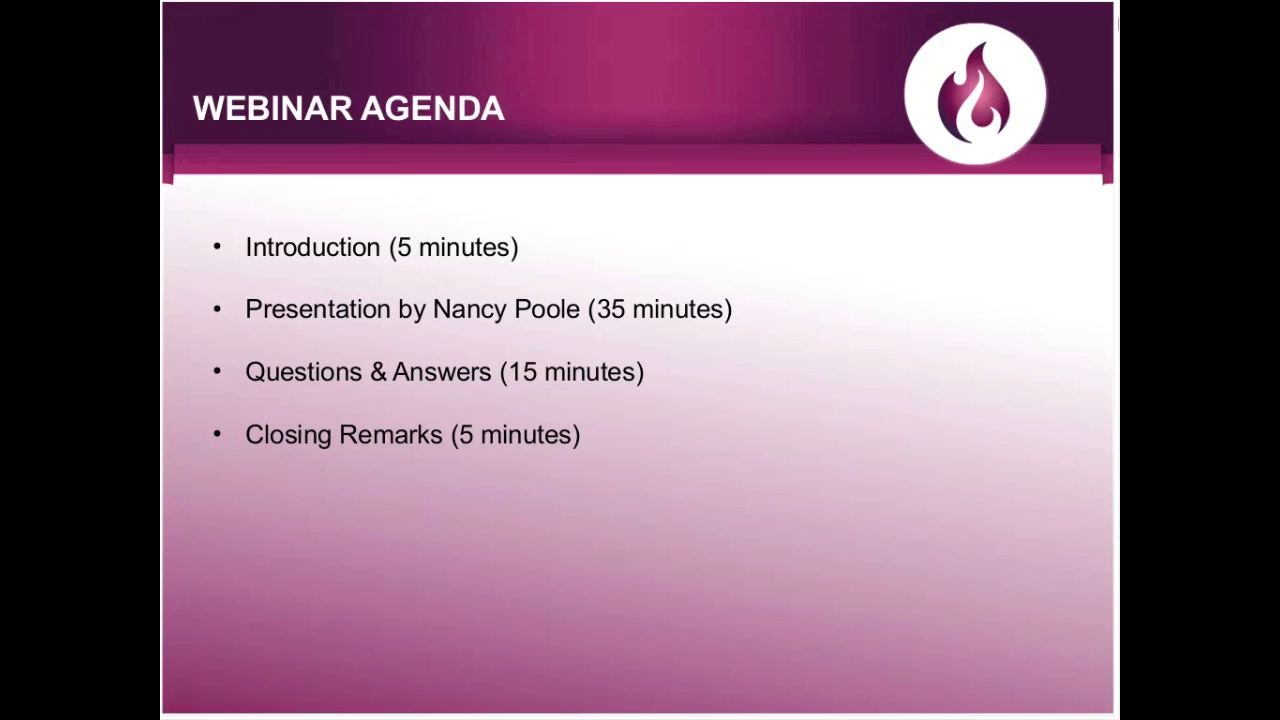 WEBINAR AGENDA
• Introduction (5 minutes)
• Presentation by Nancy Poole (35 minutes)
• Questions & Answers (15 minutes)
• Closing Remarks (5 minutes)